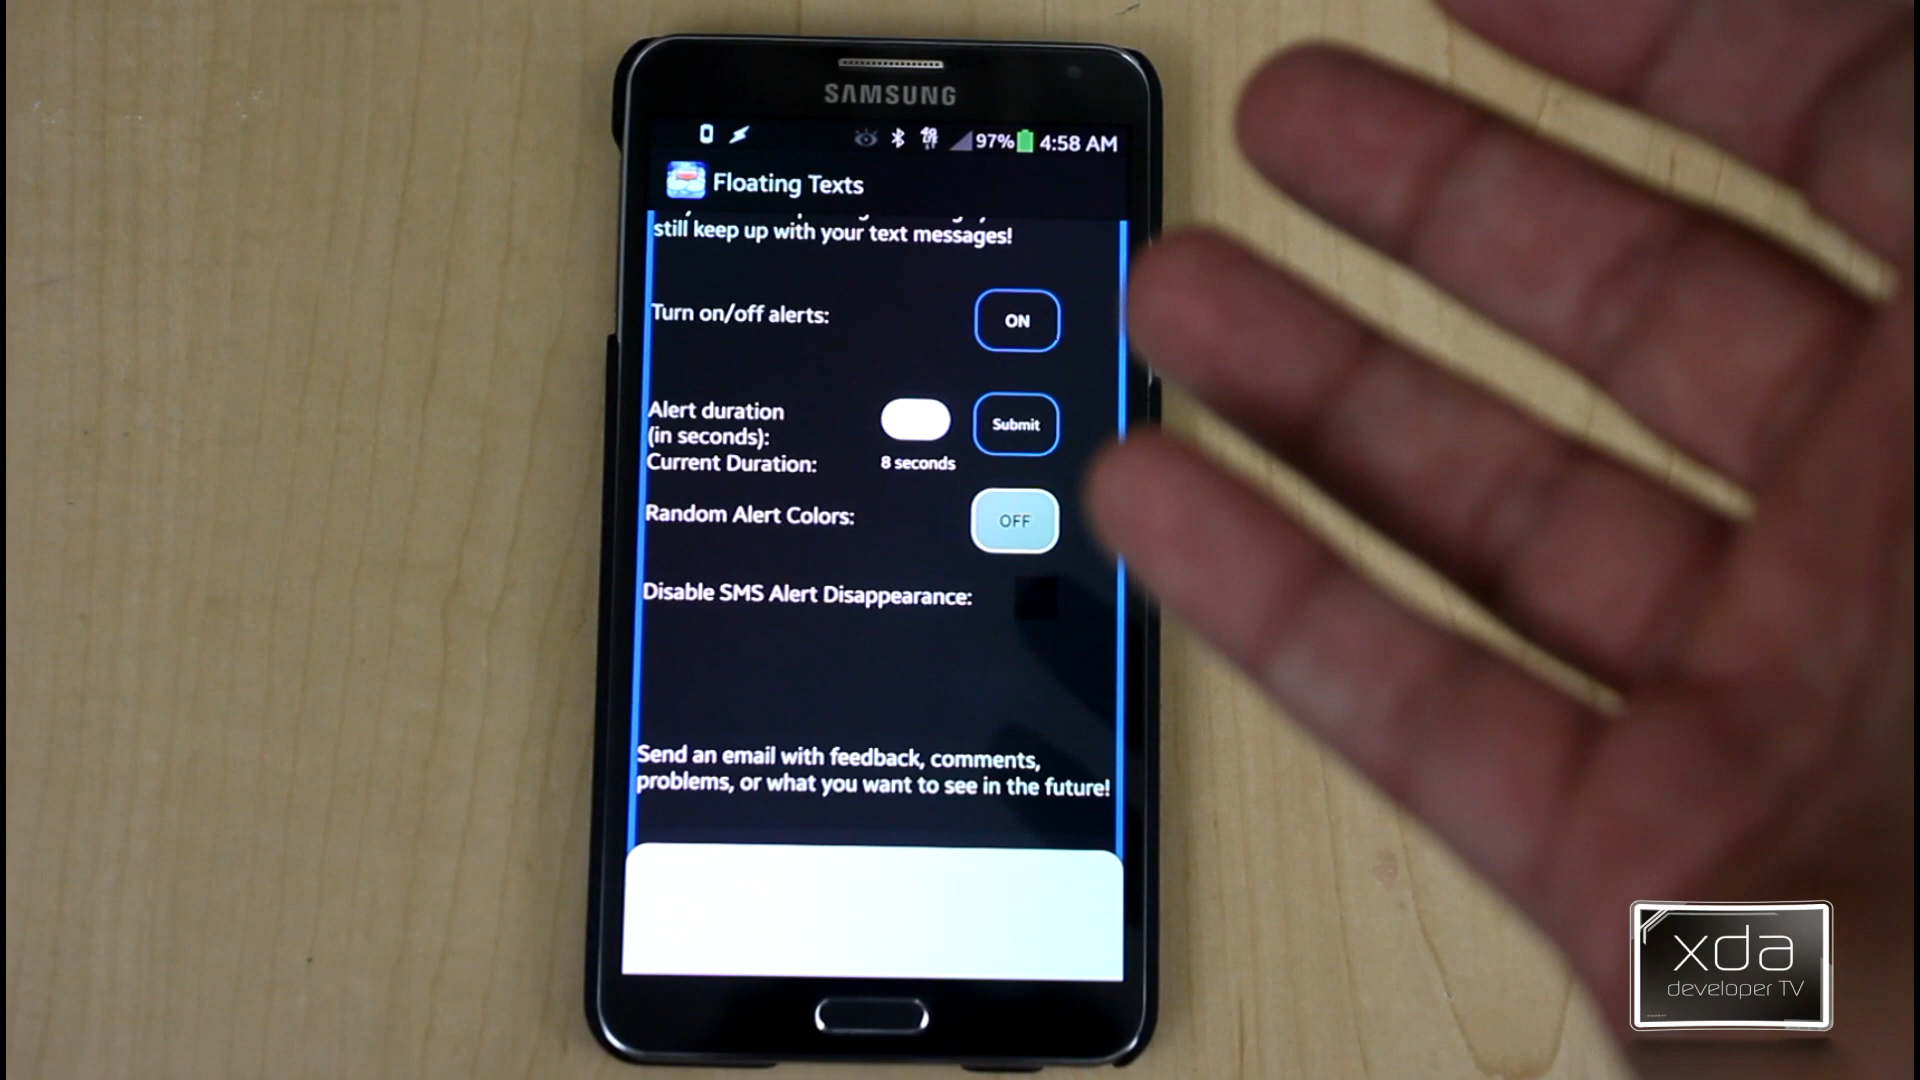 SAMSUNG
4G LTE 97% 4:58 AM
Floating Texts
still keep up with your text messages!
Turn on/off alerts:
ON
Alert duration
(in seconds):
Submit
Current Duration:
8 seconds
Random Alert Colors:
OFF
Disable SMS Alert Disappearance:
Send an email with feedback, comments,
problems, or what you want to see in the future!
xda
developer TV